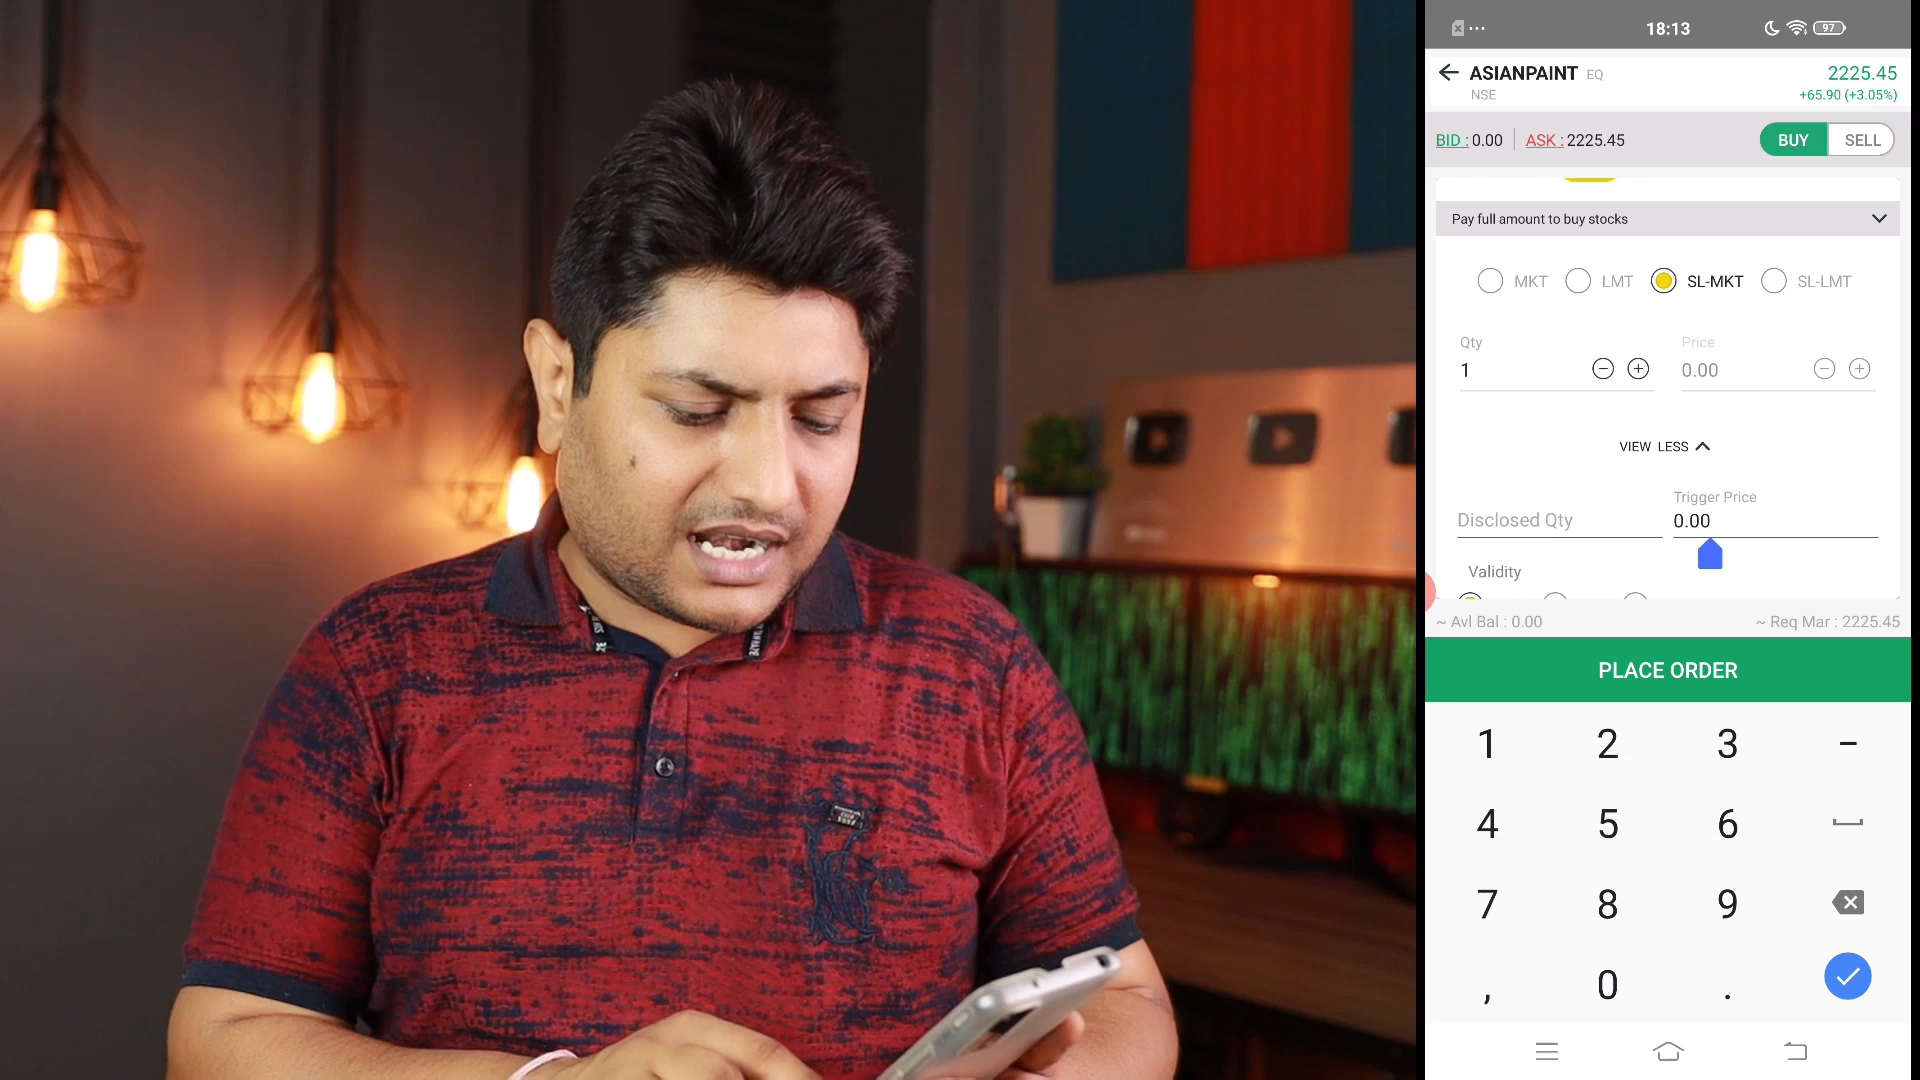 18:13
97
ASIANPAINT EQ
2225.45
NSE
+65.90 (+3.05%)
BID : 0.00
ASK : 2225.45
BUY
SELL
Pay full amount to buy stocks
MKT
LMT
SL-MKT
SL-LMT
Qty
Price
1
0.00
VIEW LESS
Trigger Price
Disclosed Qty
0.00
Validity
~ Avl Bal : 0.00
~ Req Mar : 2225.45
PLACE ORDER
1 2 3 -
4 5 6
7 8 9
, 0 .